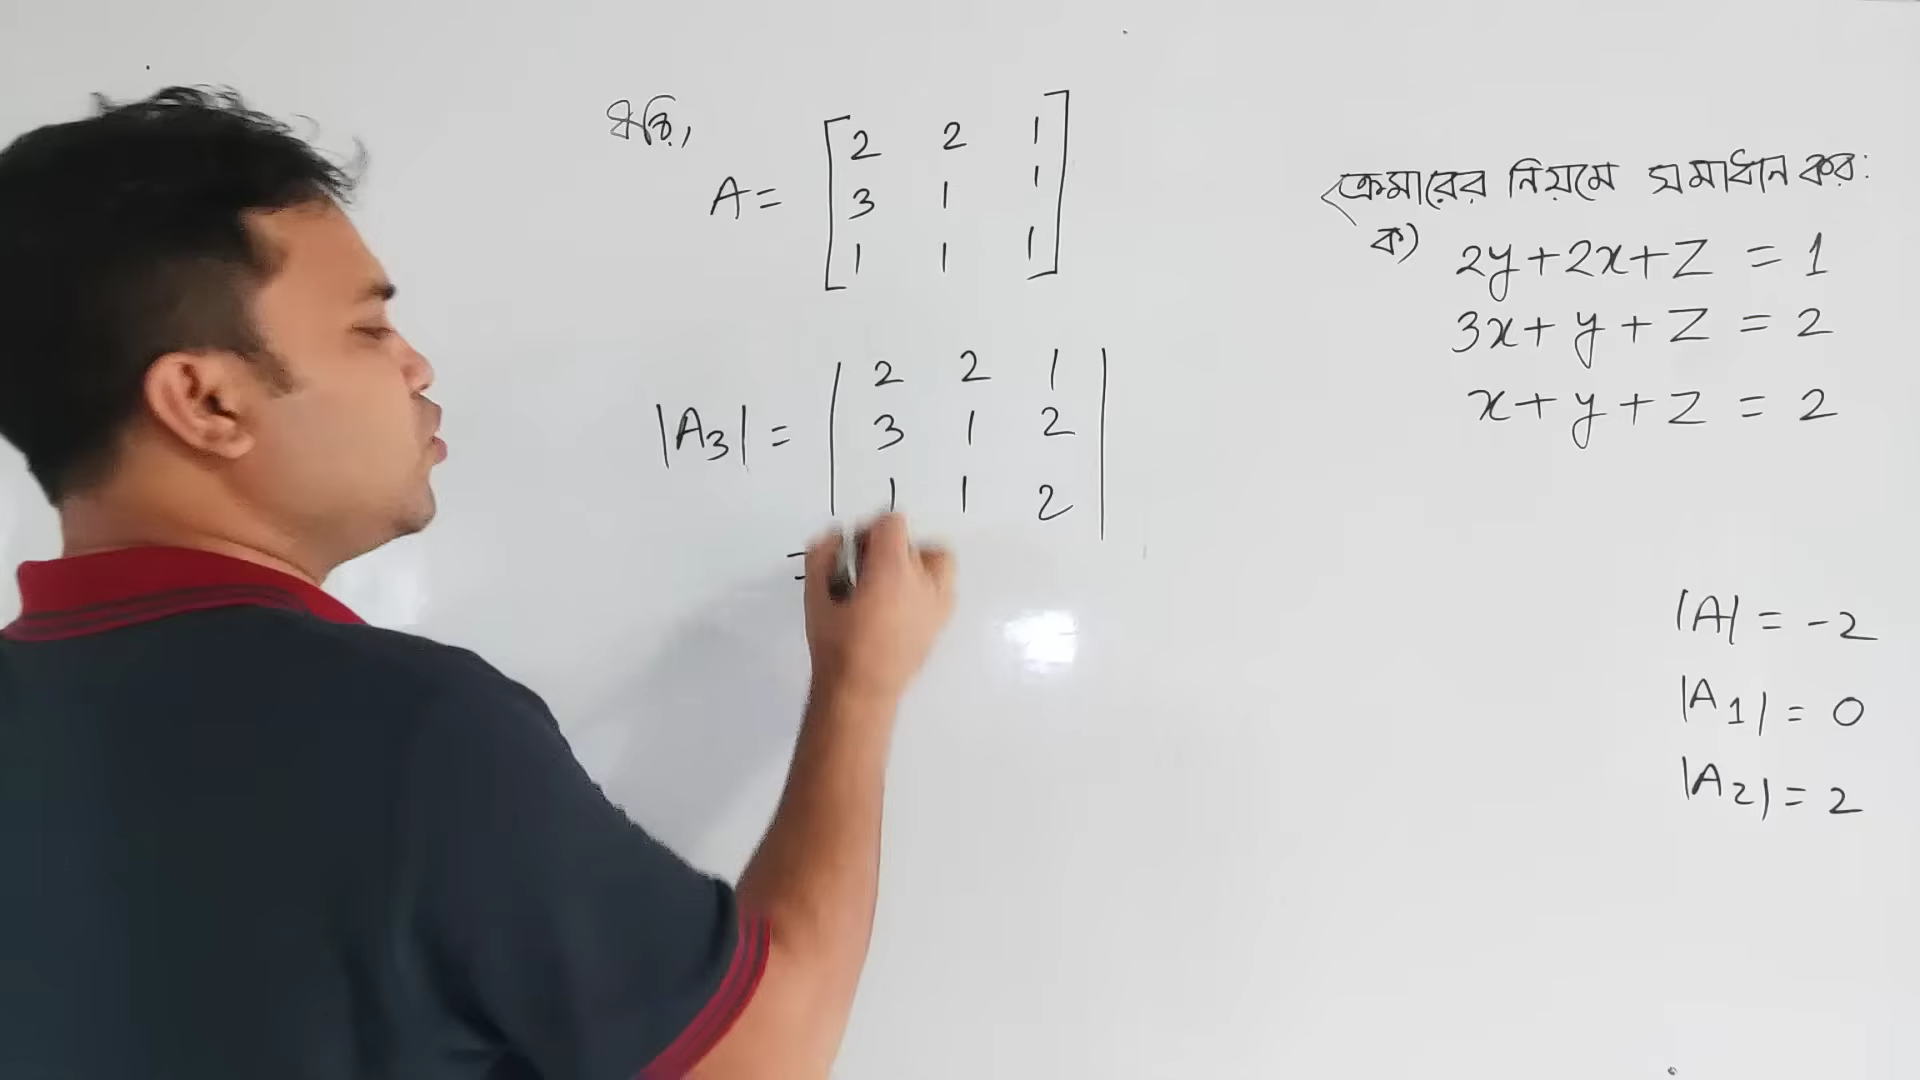 ধরি,
A = [ 2 2 1
3 1 1
1 1 1 ]
|A3| = | 2 2 1 |
| 3 1 2 |
| 1 1 2 |
=
ক্রেমারের নিয়মে সমাধান কর:
ক) 2y+2x+Z = 1
3x+y+Z = 2
x+y+Z = 2
|A| = -2
|A1| = 0
|A2| = 2